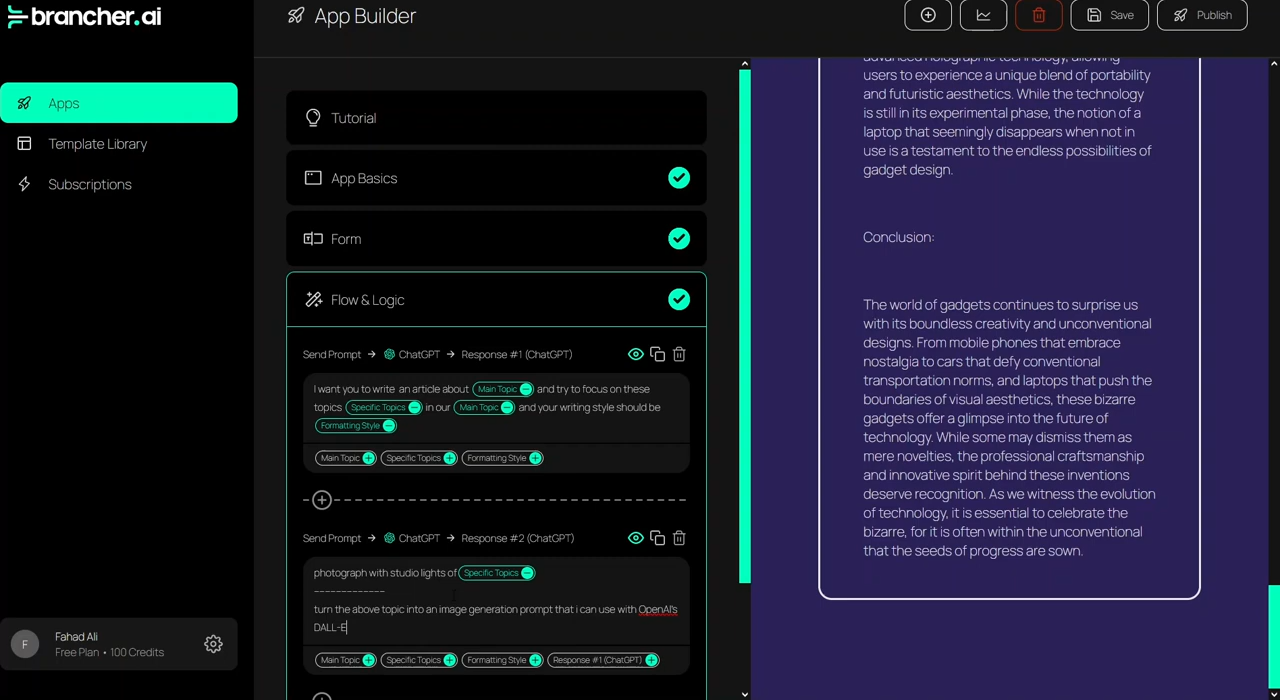 brancher.ai
App Builder
Save
Publish
Apps
Template Library
Subscriptions
Fahad Ali
Free Plan • 100 Credits
F
Tutorial
App Basics
Form
Flow & Logic
Send Prompt → ChatGPT → Response #1 (ChatGPT)
I want you to write an article about Main Topic and try to focus on these
topics Specific Topics in our Main Topic and your writing style should be
Formatting Style
Main Topic Specific Topics Formatting Style
Send Prompt → ChatGPT → Response #2 (ChatGPT)
photograph with studio lights of Specific Topics
-------------
turn the above topic into an image generation prompt that i can use with OpenAI's
DALL-E
Main Topic Specific Topics Formatting Style Response #1 (ChatGPT)
advanced holographic technology, allowing
users to experience a unique blend of portability
and futuristic aesthetics. While the technology
is still in its experimental phase, the notion of a
laptop that seemingly disappears when not in
use is a testament to the endless possibilities of
gadget design.
Conclusion:
The world of gadgets continues to surprise us
with its boundless creativity and unconventional
designs. From mobile phones that embrace
nostalgia to cars that defy conventional
transportation norms, and laptops that push the
boundaries of visual aesthetics, these bizarre
gadgets offer a glimpse into the future of
technology. While some may dismiss them as
mere novelties, the professional craftsmanship
and innovative spirit behind these inventions
deserve recognition. As we witness the evolution
of technology, it is essential to celebrate the
bizarre, for it is often within the unconventional
that the seeds of progress are sown.